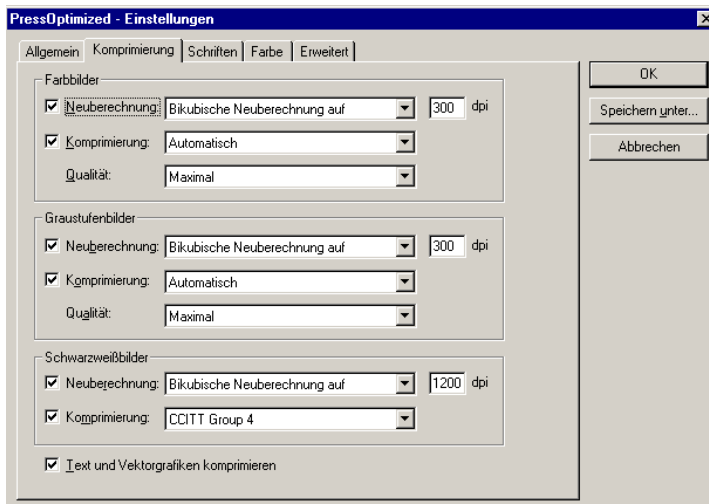 PressOptimized - Einstellungen
Allgemein Komprimierung Schriften Farbe Erweitert
Farbbilder
Neuberechnung: Bikubische Neuberechnung auf 300 dpi
Komprimierung: Automatisch
Qualität: Maximal
Graustufenbilder
Neuberechnung: Bikubische Neuberechnung auf 300 dpi
Komprimierung: Automatisch
Qualität: Maximal
Schwarzweißbilder
Neuberechnung: Bikubische Neuberechnung auf 1200 dpi
Komprimierung: CCITT Group 4
Text und Vektorgrafiken komprimieren
OK
Speichern unter...
Abbrechen